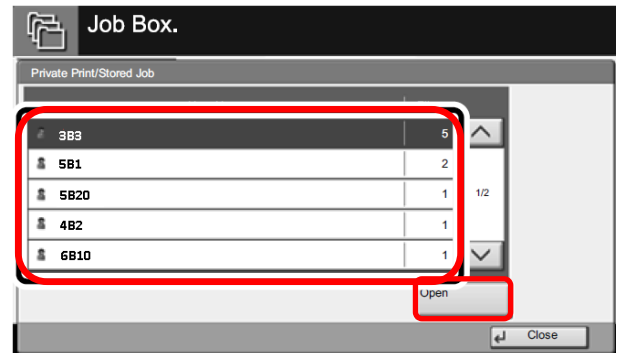 Job Box.
Private Print/Stored Job
3B3 5
5B1 2
5B20 1 1/2
4B2 1
6B10 1
Open
Close